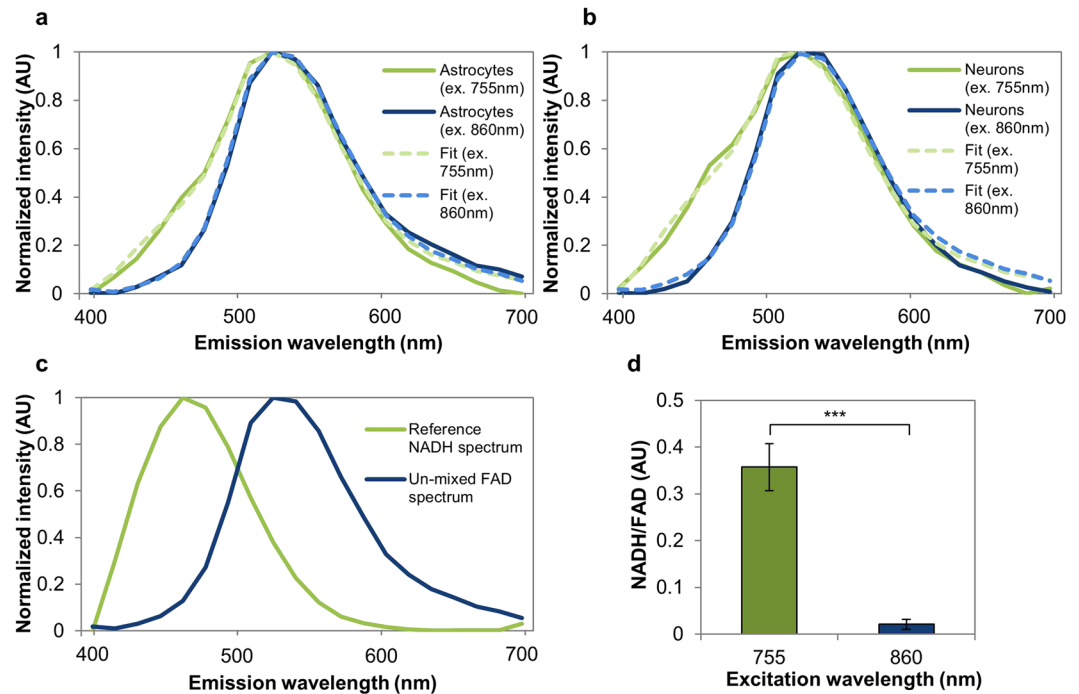 a
Normalized intensity (AU)
1
0.8
0.6
0.4
0.2
0
400
500
600
700
Emission wavelength (nm)
Astrocytes
(ex. 755nm)
Astrocytes
(ex. 860nm)
Fit (ex.
755nm)
Fit (ex.
860nm)
b
Normalized intensity (AU)
1
0.8
0.6
0.4
0.2
0
400
500
600
700
Emission wavelength (nm)
Neurons
(ex. 755nm)
Neurons
(ex. 860nm)
Fit (ex.
755nm)
Fit (ex.
860nm)
c
Normalized intensity (AU)
1
0.8
0.6
0.4
0.2
0
400
500
600
700
Emission wavelength (nm)
Reference
NADH spectrum
Un-mixed FAD
spectrum
d
NADH/FAD (AU)
0.5
0.4
0.3
0.2
0.1
0
***
755
860
Excitation wavelength (nm)